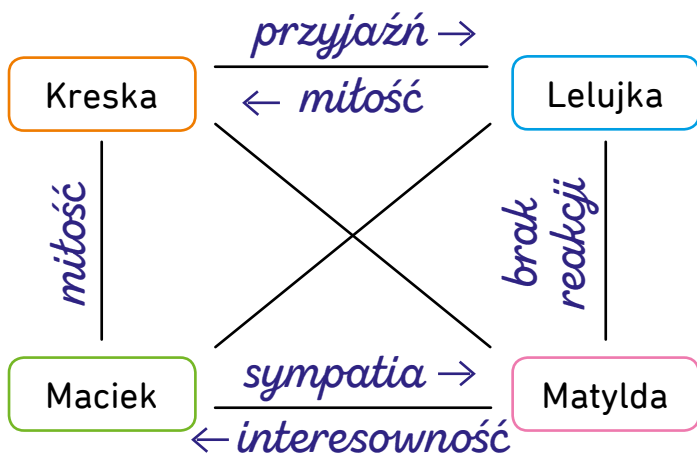 przyjaźń →
Kreska
← miłość
Lelujka
miłość
brak
reakcji
sympatia →
Maciek
Matylda
← interesowność